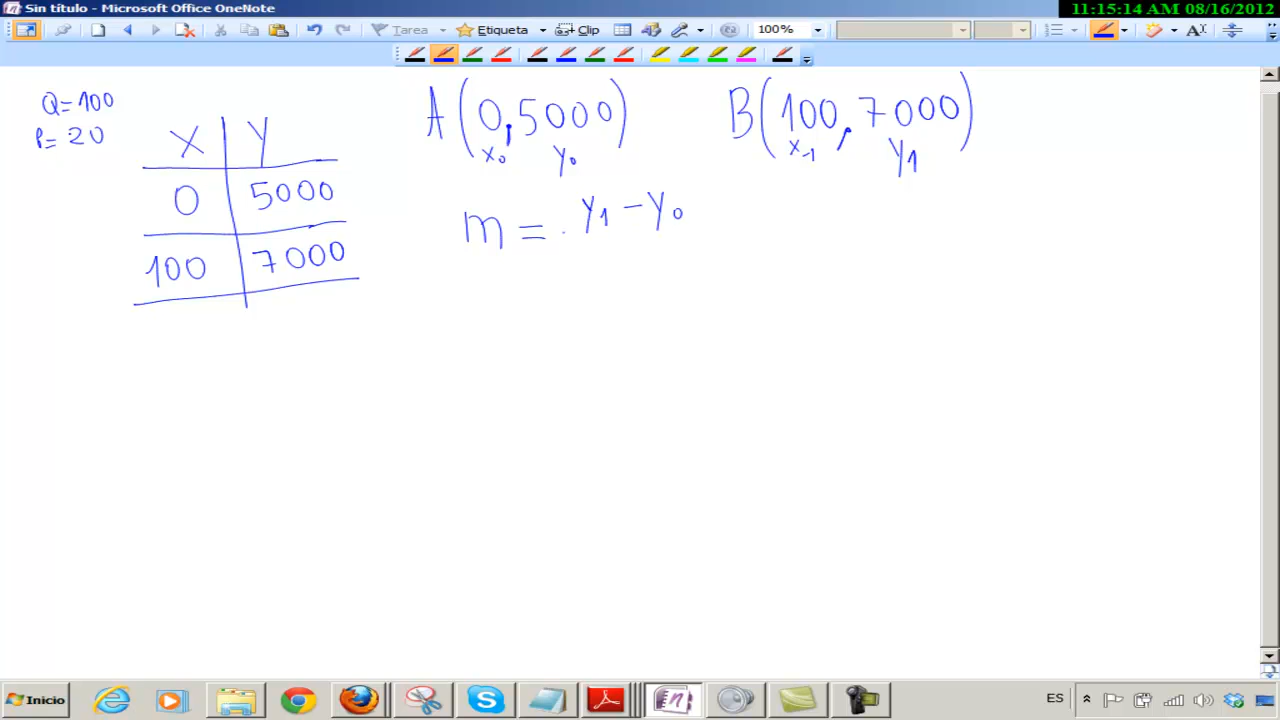 Sin título - Microsoft Office OneNote
11:15:14 AM 08/16/2012
Tarea Etiqueta Clip 100%
Q=100
P=20
X Y
0 5000
100 7000
A(0,5000) B(100,7000)
x₀ y₀ x₁ y₁
m = y₁ - y₀
Inicio
ES